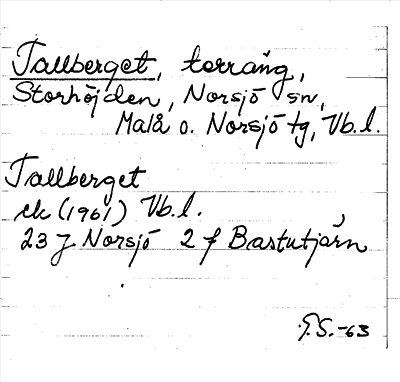 Tallberget, terräng,
Storhöjden, Norsjö sn,
Malå o. Norsjö tg, Vb.l.
Tallberget
ek (1961) Vb.l.
23 J Norsjö 2 f Bastutjärn
G.S.-63